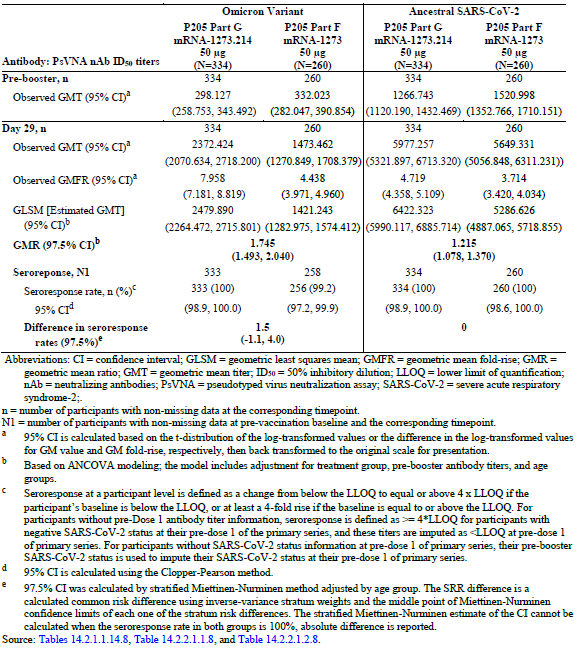 Omicron Variant Ancestral SARS-CoV-2
P205 Part G P205 Part F P205 Part G P205 Part F
mRNA-1273.214 mRNA-1273 mRNA-1273.214 mRNA-1273
50 µg 50 µg 50 µg 50 µg
Antibody: PsVNA nAb ID50 titers (N=334) (N=260) (N=334) (N=260)
Pre-booster, n 334 260 334 260
Observed GMT (95% CI)a 298.127 332.023 1266.743 1520.998
(258.753, 343.492) (282.047, 390.854) (1120.190, 1432.469) (1352.766, 1710.151)
Day 29, n 334 260 334 260
Observed GMT (95% CI)a 2372.424 1473.462 5977.257 5649.331
(2070.634, 2718.200) (1270.849, 1708.379) (5321.897, 6713.320) (5056.848, 6311.231))
Observed GMFR (95% CI)a 7.958 4.438 4.719 3.714
(7.181, 8.819) (3.971, 4.960) (4.358, 5.109) (3.420, 4.034)
GLSM [Estimated GMT] 2479.890 1421.243 6422.323 5286.626
(95% CI)b (2264.472, 2715.801) (1282.975, 1574.412) (5990.117, 6885.714) (4887.065, 5718.855)
GMR (97.5% CI)b 1.745 1.215
(1.493, 2.040) (1.078, 1.370)
Seroreponse, N1 333 258 334 260
Seroresponse rate, n (%)c 333 (100) 256 (99.2) 334 (100) 260 (100)
95% CId (98.9, 100.0) (97.2, 99.9) (98.9, 100.0) (98.6, 100.0)
Difference in seroresponse 1.5 0
rates (97.5%)e (-1.1, 4.0)
Abbreviations: CI = confidence interval; GLSM = geometric least squares mean; GMFR = geometric mean fold-rise; GMR =
geometric mean ratio; GMT = geometric mean titer; ID50 = 50% inhibitory dilution; LLOQ = lower limit of quantification;
nAb = neutralizing antibodies; PsVNA = pseudotyped virus neutralization assay; SARS-CoV-2 = severe acute respiratory
syndrome-2;.
n = number of participants with non-missing data at the corresponding timepoint.
N1 = number of participants with non-missing data at pre-vaccination baseline and the corresponding timepoint.
a 95% CI is calculated based on the t-distribution of the log-transformed values or the difference in the log-transformed values
for GM value and GM fold-rise, respectively, then back transformed to the original scale for presentation.
b Based on ANCOVA modeling; the model includes adjustment for treatment group, pre-booster antibody titers, and age
groups.
c Seroresponse at a participant level is defined as a change from below the LLOQ to equal or above 4 x LLOQ if the
participant's baseline is below the LLOQ, or at least a 4-fold rise if the baseline is equal to or above the LLOQ. For
participants without pre-Dose 1 antibody titer information, seroresponse is defined as >= 4*LLOQ for participants with
negative SARS-CoV-2 status at their pre-dose 1 of the primary series, and these titers are imputed as <LLOQ at pre-dose 1
of primary series. For participants without SARS-CoV-2 status information at pre-dose 1 of primary series, their pre-booster
SARS-CoV-2 status is used to impute their SARS-CoV-2 status at their pre-dose 1 of primary series.
d 95% CI is calculated using the Clopper-Pearson method.
e 97.5% CI was calculated by stratified Miettinen-Nurminen method adjusted by age group. The SRR difference is a
calculated common risk difference using inverse-variance stratum weights and the middle point of Miettinen-Nurminen
confidence limits of each one of the stratum risk differences. The stratified Miettinen-Nurminen estimate of the CI cannot be
calculated when the seroresponse rate in both groups is 100%, absolute difference is reported.
Source: Tables 14.2.1.1.14.8, Table 14.2.2.1.1.8, and Table 14.2.2.1.2.8.